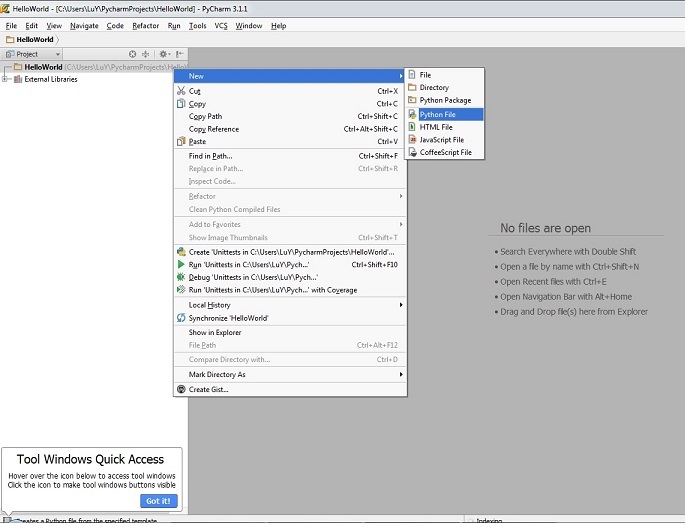 HelloWorld - [C:\Users\LuY\PycharmProjects\HelloWorld] - PyCharm 3.1.1
File Edit View Navigate Code Refactor Run Tools VCS Window Help
HelloWorld
Project
HelloWorld (C:\Users\LuY\PycharmProjects\Hello
External Libraries
New
Cut Ctrl+X
Copy Ctrl+C
Copy Path Ctrl+Shift+C
Copy Reference Ctrl+Alt+Shift+C
Paste Ctrl+V
Find in Path... Ctrl+Shift+F
Replace in Path... Ctrl+Shift+R
Inspect Code...
Refactor
Clean Python Compiled Files
Add to Favorites
Show Image Thumbnails Ctrl+Shift+T
Create 'Unittests in C:\Users\LuY\PycharmProjects\HelloWorld'...
Run 'Unittests in C:\Users\LuY\Pych...' Ctrl+Shift+F10
Debug 'Unittests in C:\Users\LuY\Pych...'
Run 'Unittests in C:\Users\LuY\Pych...' with Coverage
Local History
Synchronize 'HelloWorld'
Show in Explorer
File Path Ctrl+Alt+F12
Compare Directory with... Ctrl+D
Mark Directory As
Create Gist...
File
Directory
Python Package
Python File
HTML File
JavaScript File
CoffeeScript File
No files are open
• Search Everywhere with Double Shift
• Open a file by name with Ctrl+Shift+N
• Open Recent files with Ctrl+E
• Open Navigation Bar with Alt+Home
• Drag and Drop file(s) here from Explorer
Tool Windows Quick Access
Hover over the icon below to access tool windows
Click the icon to make tool windows buttons visible
Got it!
Creates a Python file from the specified template
Indexing